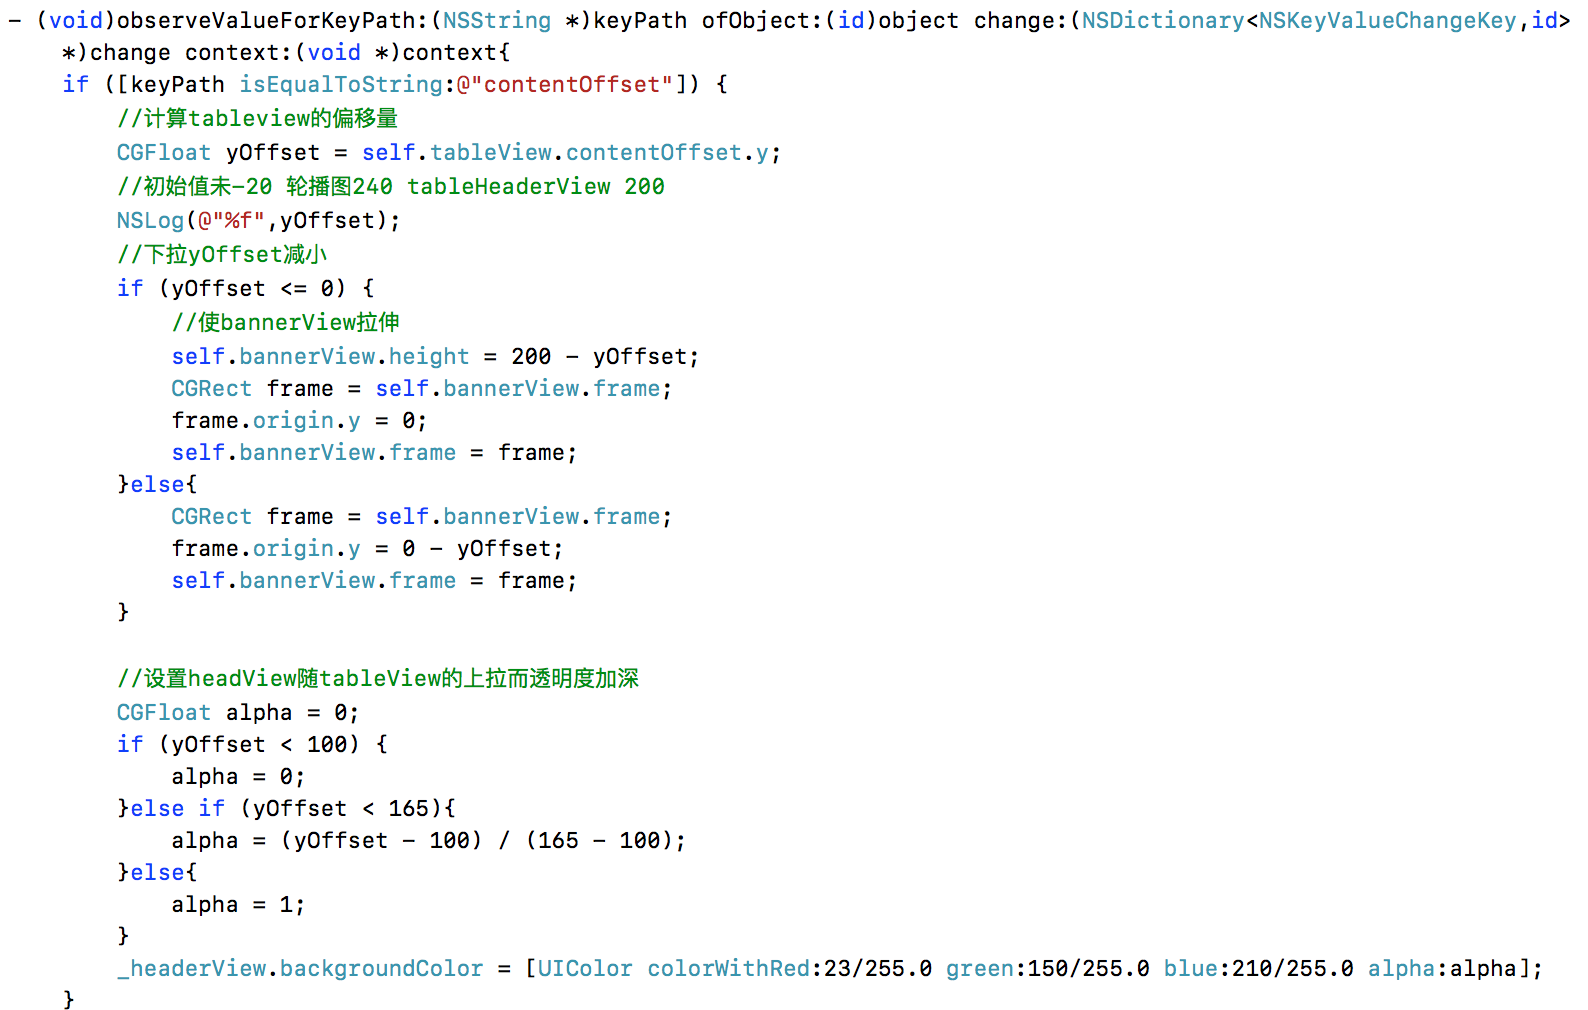 - (void)observeValueForKeyPath:(NSString *)keyPath ofObject:(id)object change:(NSDictionary<NSKeyValueChangeKey,id>
*)change context:(void *)context{
if ([keyPath isEqualToString:@"contentOffset"]) {
//计算tableview的偏移量
CGFloat yOffset = self.tableView.contentOffset.y;
//初始值未-20 轮播图240 tableHeaderView 200
NSLog(@"%f",yOffset);
//下拉yOffset减小
if (yOffset <= 0) {
//使bannerView拉伸
self.bannerView.height = 200 - yOffset;
CGRect frame = self.bannerView.frame;
frame.origin.y = 0;
self.bannerView.frame = frame;
}else{
CGRect frame = self.bannerView.frame;
frame.origin.y = 0 - yOffset;
self.bannerView.frame = frame;
}
//设置headView随tableView的上拉而透明度加深
CGFloat alpha = 0;
if (yOffset < 100) {
alpha = 0;
}else if (yOffset < 165){
alpha = (yOffset - 100) / (165 - 100);
}else{
alpha = 1;
}
_headerView.backgroundColor = [UIColor colorWithRed:23/255.0 green:150/255.0 blue:210/255.0 alpha:alpha];
}